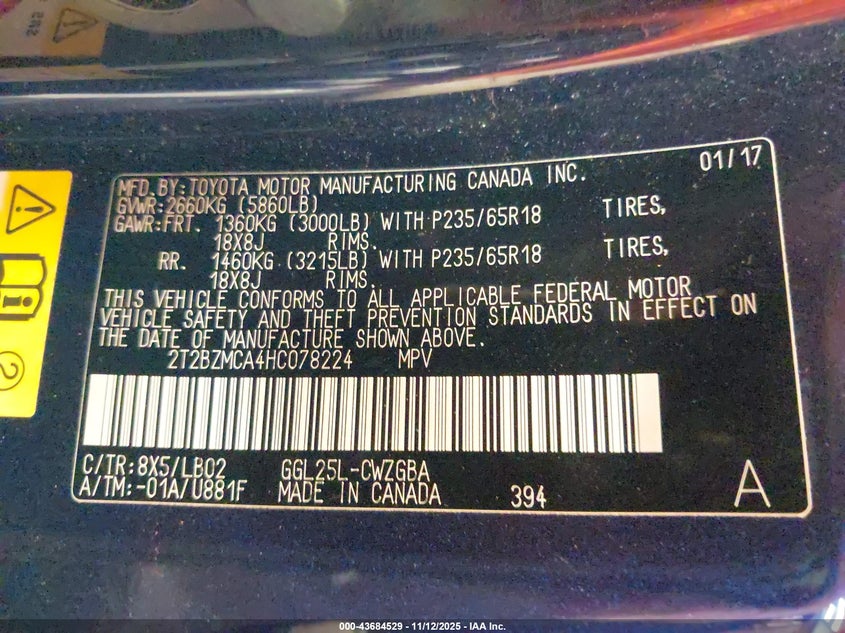 SRS
MFD. BY: TOYOTA MOTOR MANUFACTURING CANADA INC. 01/17
GVWR: 2660KG (5860LB)
GAWR: FRT. 1360KG (3000LB) WITH P235/65R18 TIRES,
18X8J RIMS.
RR. 1460KG (3215LB) WITH P235/65R18 TIRES,
18X8J RIMS.
THIS VEHICLE CONFORMS TO ALL APPLICABLE FEDERAL MOTOR
VEHICLE SAFETY AND THEFT PREVENTION STANDARDS IN EFFECT ON
THE DATE OF MANUFACTURE SHOWN ABOVE.
2T2BZMCA4HC078224 MPV
C/TR: 8X5/LB02 GGL25L-CWZGBA
A/TM: -01A/U881F MADE IN CANADA 394 A
2
000-43684529 - 11/12/2025 - IAA Inc.